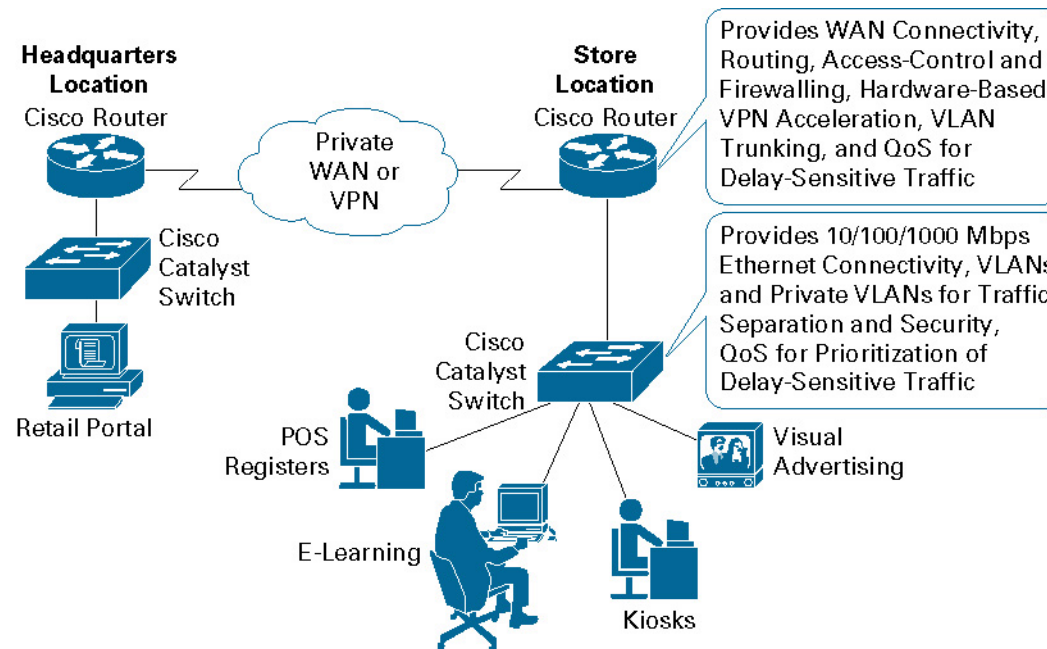 Headquarters
Location
Cisco Router
Private
WAN or
VPN
Store
Location
Cisco Router
Provides WAN Connectivity,
Routing, Access-Control and
Firewalling, Hardware-Based
VPN Acceleration, VLAN
Trunking, and QoS for
Delay-Sensitive Traffic
Cisco
Catalyst
Switch
Retail Portal
Provides 10/100/1000 Mbps
Ethernet Connectivity, VLANs
and Private VLANs for Traffic
Separation and Security,
QoS for Prioritization of
Delay-Sensitive Traffic
Cisco
Catalyst
Switch
POS
Registers
E-Learning
Kiosks
Visual
Advertising